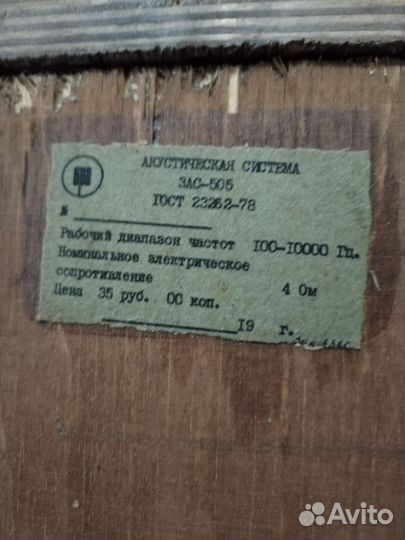 АКУСТИЧЕСКАЯ СИСТЕМА
ЗАС-505
ГОСТ 23262-78
№
Рабочий диапазон частот 100-10000 Гц.
Номинальное электрическое
сопротивление 4 Ом
Цена 35 руб. 00 коп.
19 г.
Avito